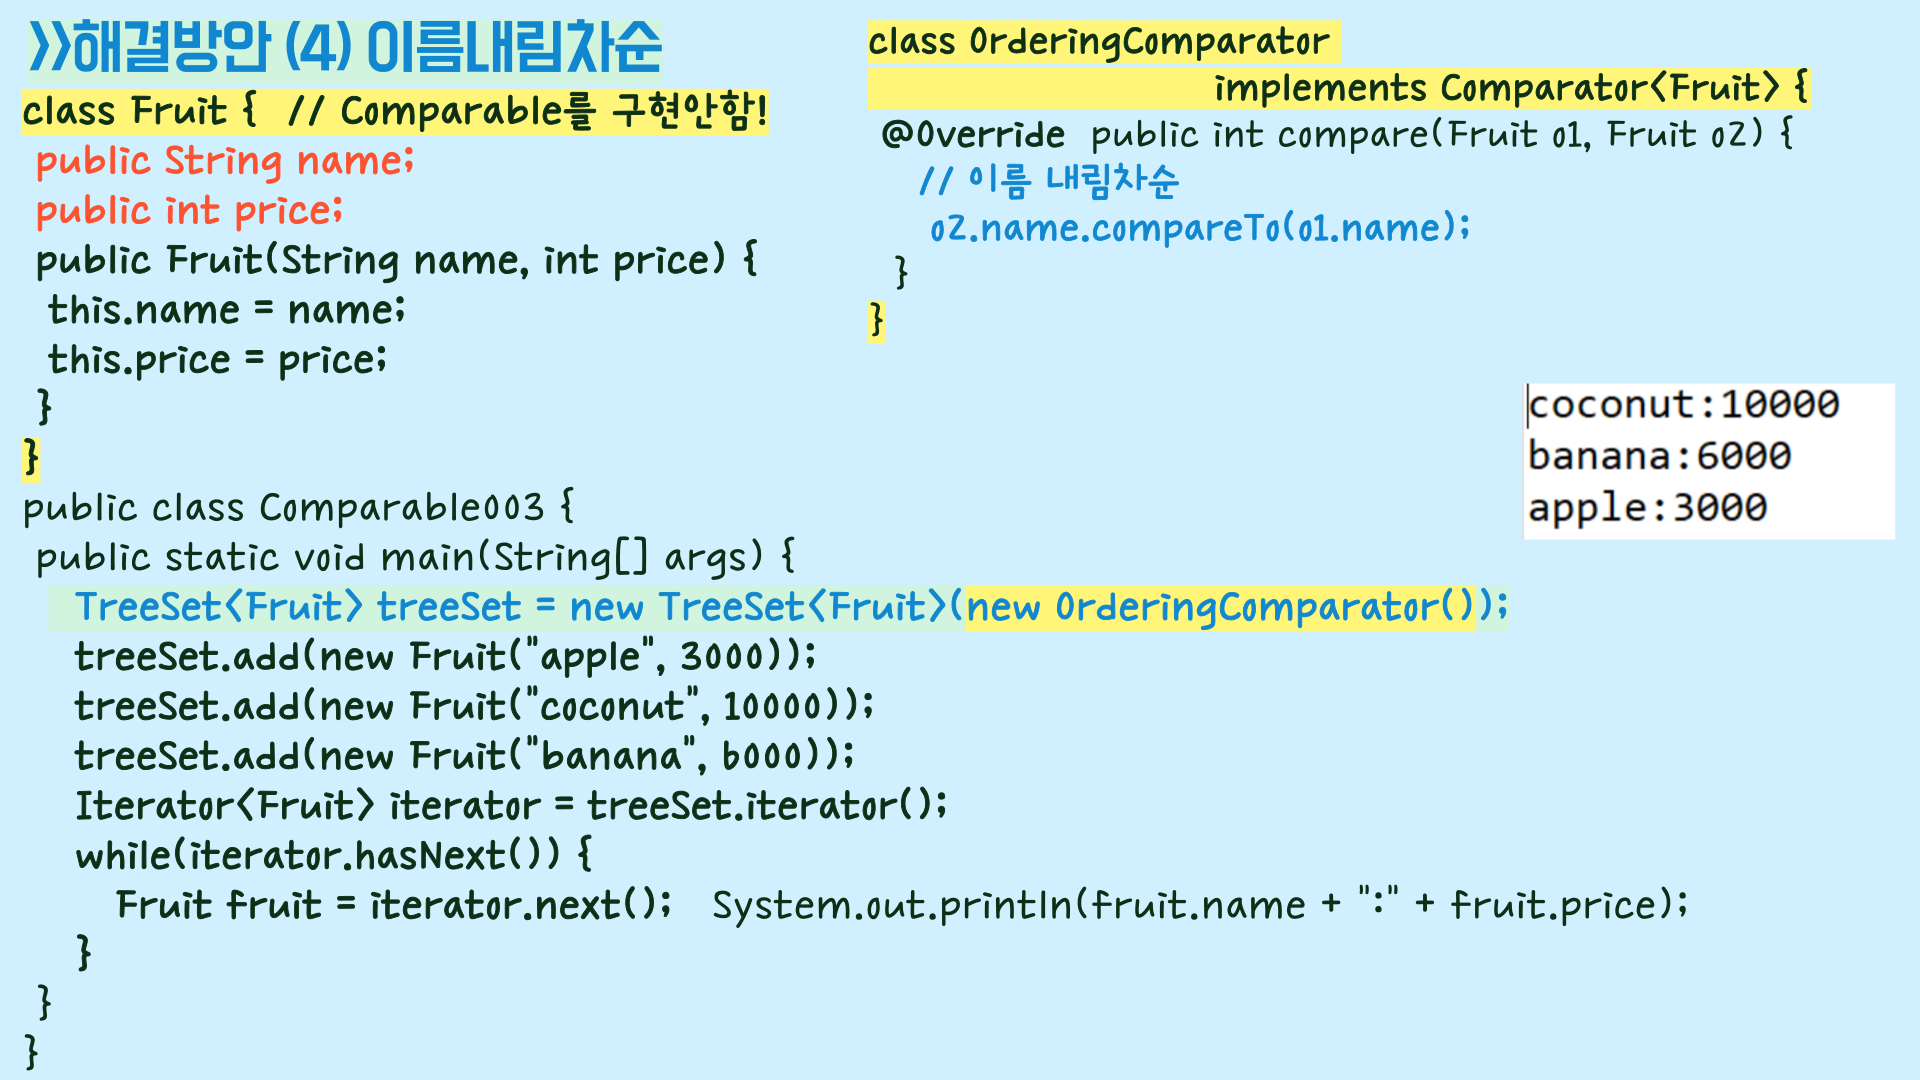 >>해결방안 (4) 이름내림차순
class Fruit {  // Comparable를 구현안함!
public String name;
public int price;
public Fruit(String name, int price) {
this.name = name;
this.price = price;
}
}
public class Comparable003 {
public static void main(String[] args) {
TreeSet<Fruit> treeSet = new TreeSet<Fruit>(new OrderingComparator());
treeSet.add(new Fruit("apple", 3000));
treeSet.add(new Fruit("coconut", 10000));
treeSet.add(new Fruit("banana", 6000));
Iterator<Fruit> iterator = treeSet.iterator();
while(iterator.hasNext()) {
Fruit fruit = iterator.next();   System.out.println(fruit.name + ":" + fruit.price);
}
}
}
class OrderingComparator
implements Comparator<Fruit> {
@Override  public int compare(Fruit o1, Fruit o2) {
// 이름 내림차순
o2.name.compareTo(o1.name);
}
}
coconut:10000
banana:6000
apple:3000